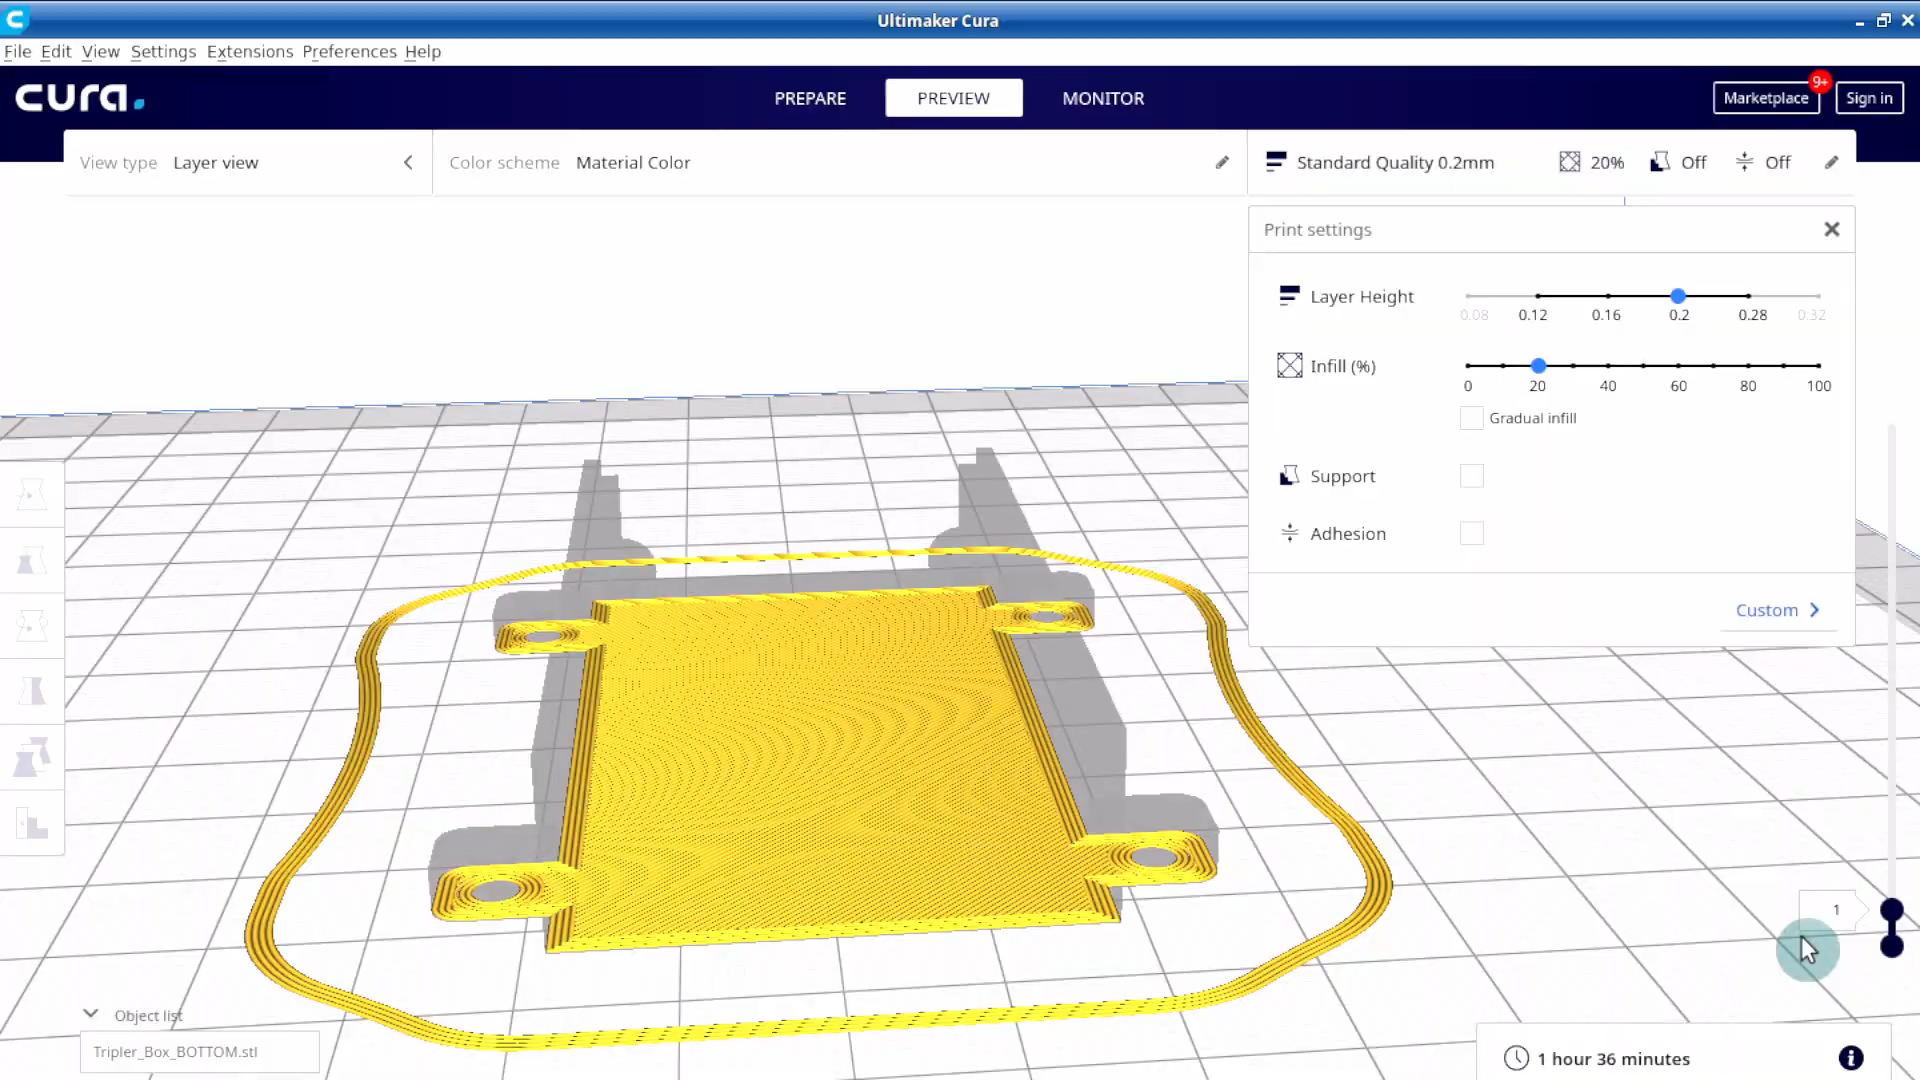 Ultimaker Cura
File Edit View Settings Extensions Preferences Help
cura.
PREPARE PREVIEW MONITOR
Marketplace 9+ Sign in
View type Layer view
Color scheme Material Color
Standard Quality 0.2mm 20% Off Off
Print settings
Layer Height
0.08 0.12 0.16 0.2 0.28 0.32
Infill (%)
0 20 40 60 80 100
Gradual infill
Support
Adhesion
Custom
1
Object list
Tripler_Box_BOTTOM.stl
1 hour 36 minutes